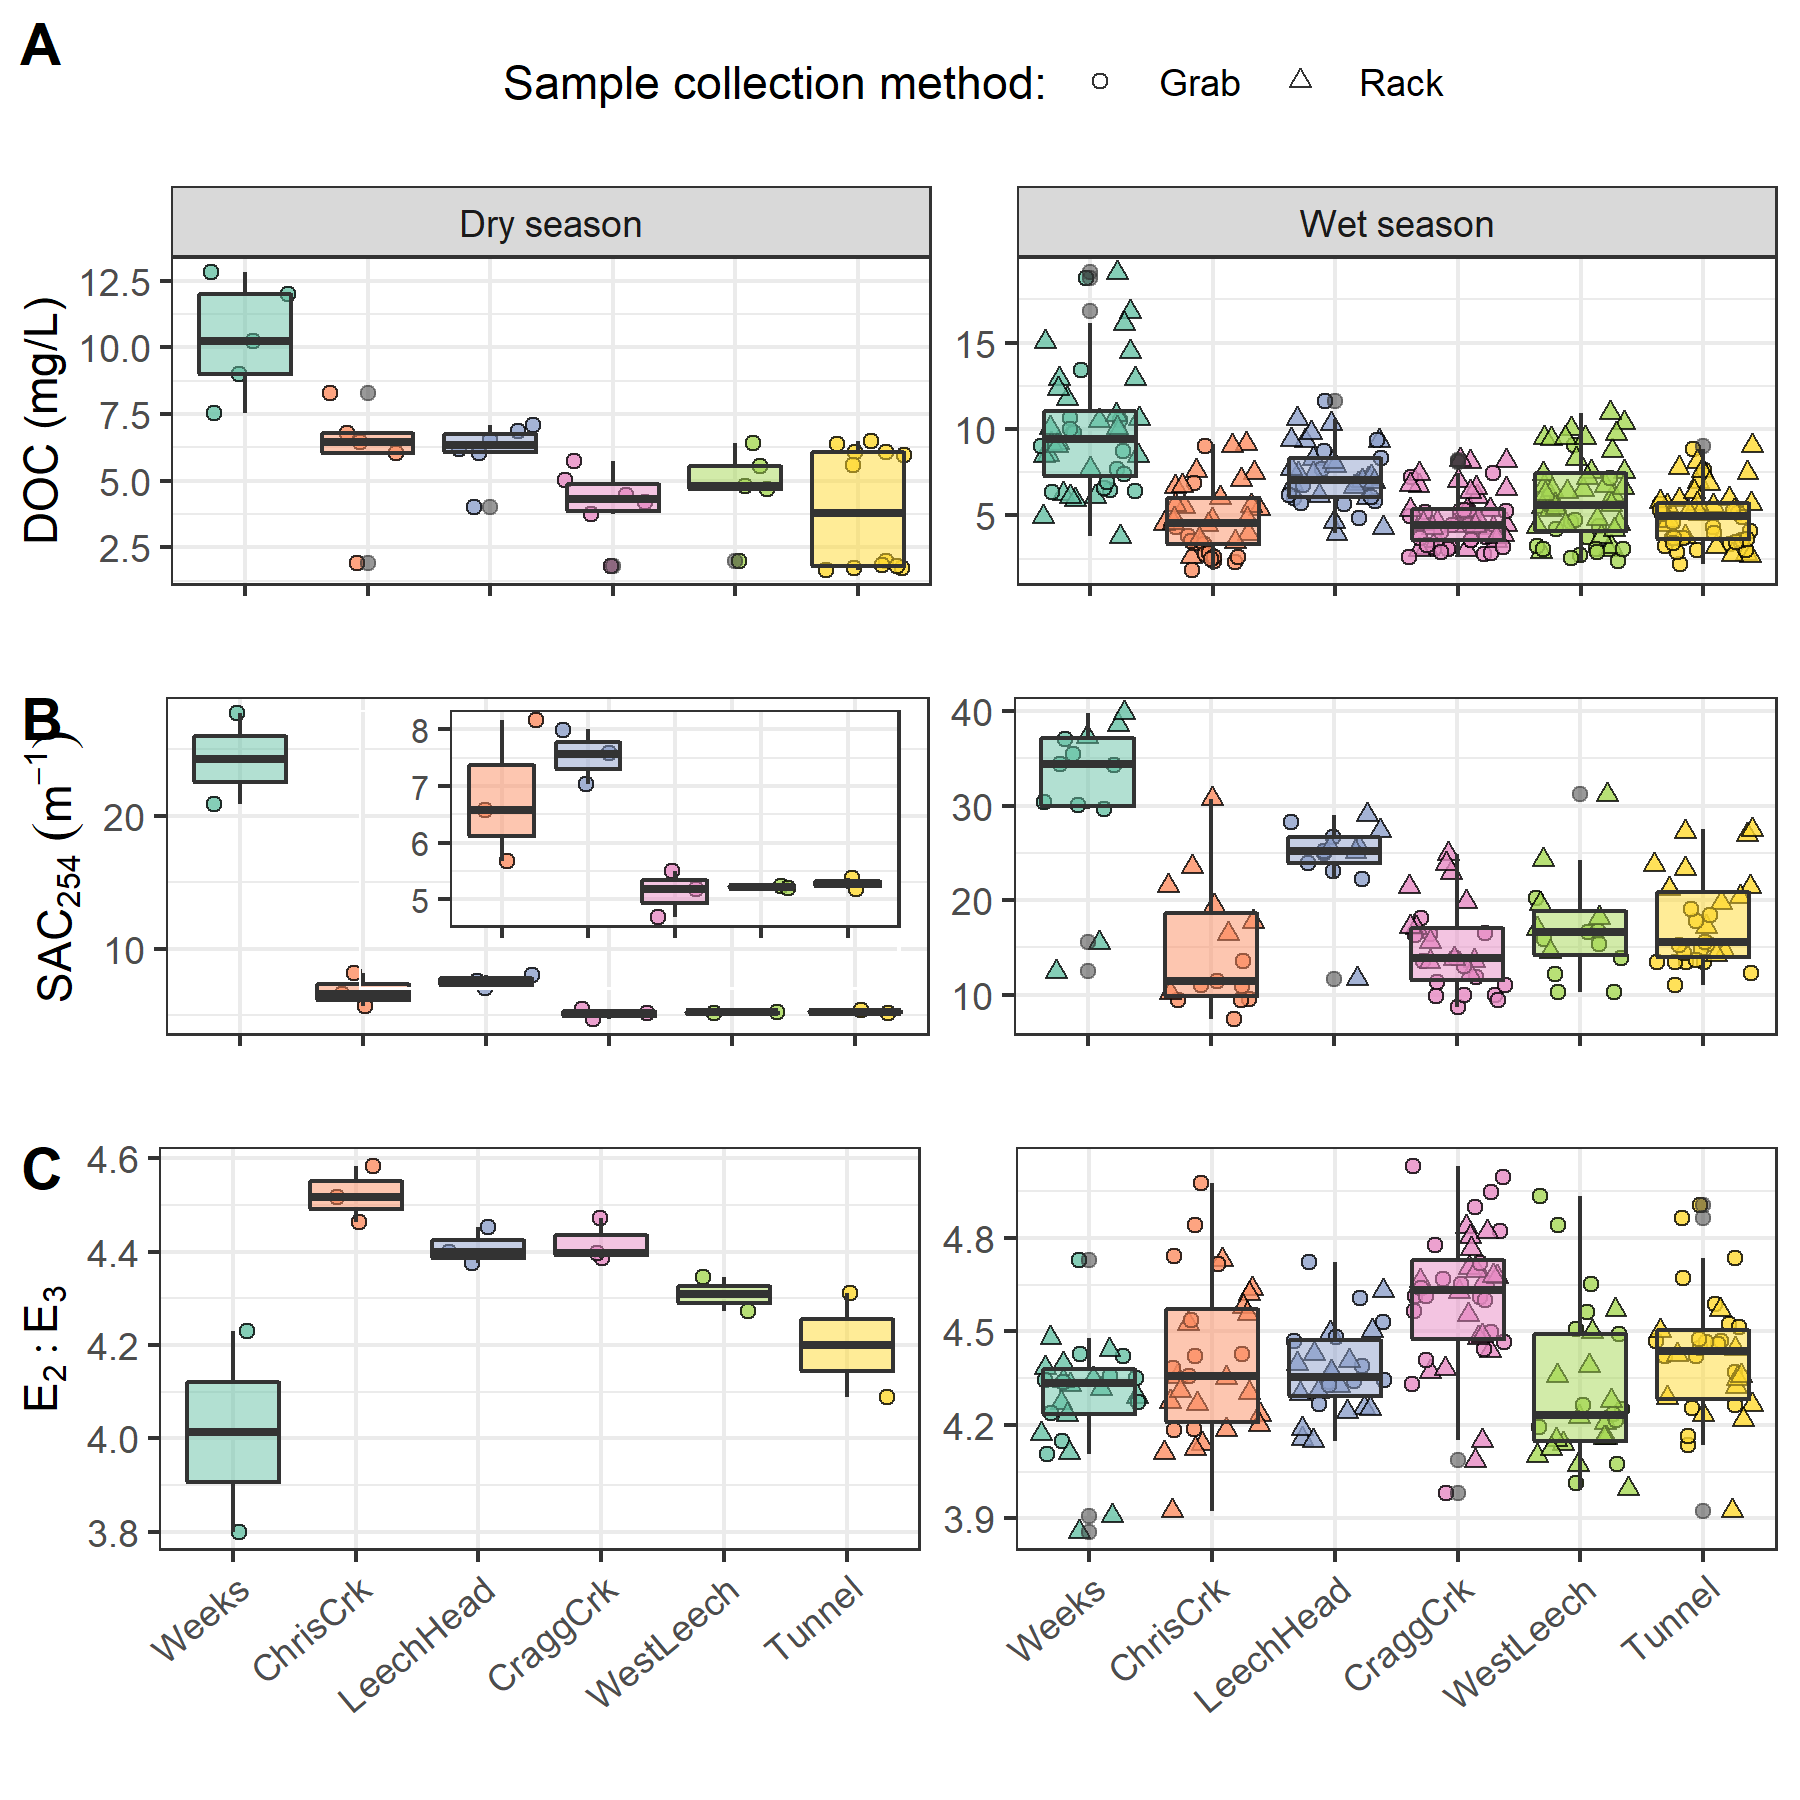 A
Sample collection method: Grab Rack
Dry season
Wet season
DOC (mg/L)
12.5
10.0
7.5
5.0
2.5
15
10
5
B
SAC254 (m−1)
20
10
8
7
6
5
40
30
20
10
C
E2 : E3
4.6
4.4
4.2
4.0
3.8
4.8
4.5
4.2
3.9
Weeks
ChrisCrk
LeechHead
CraggCrk
WestLeech
Tunnel
Weeks
ChrisCrk
LeechHead
CraggCrk
WestLeech
Tunnel